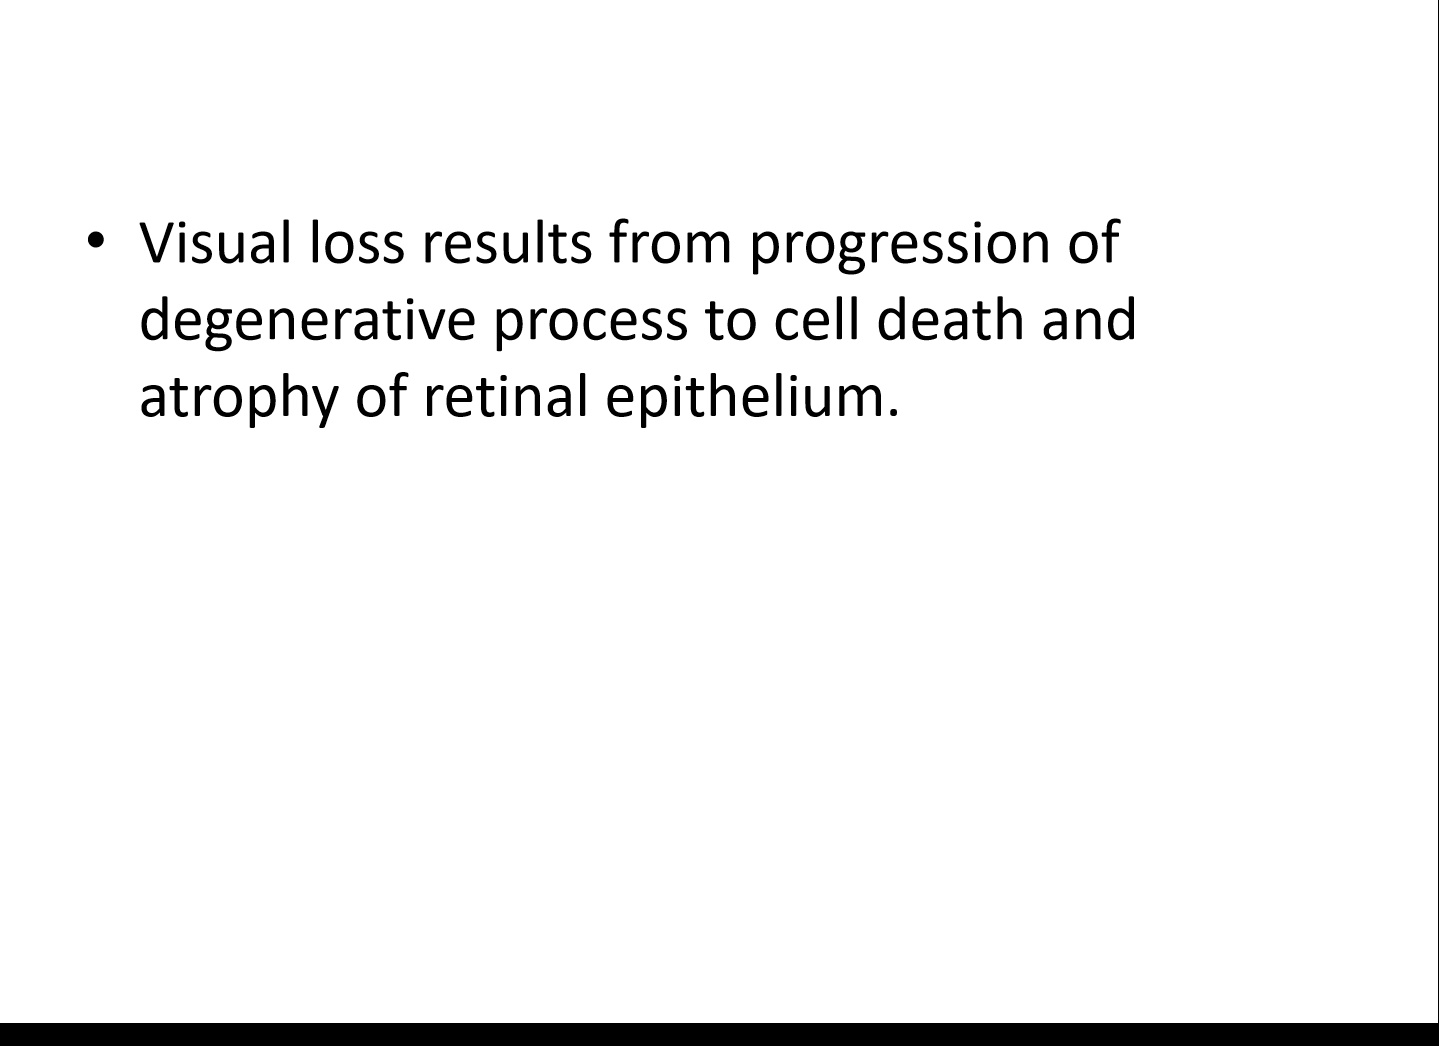 • Visual loss results from progression of
degenerative process to cell death and
atrophy of retinal epithelium.